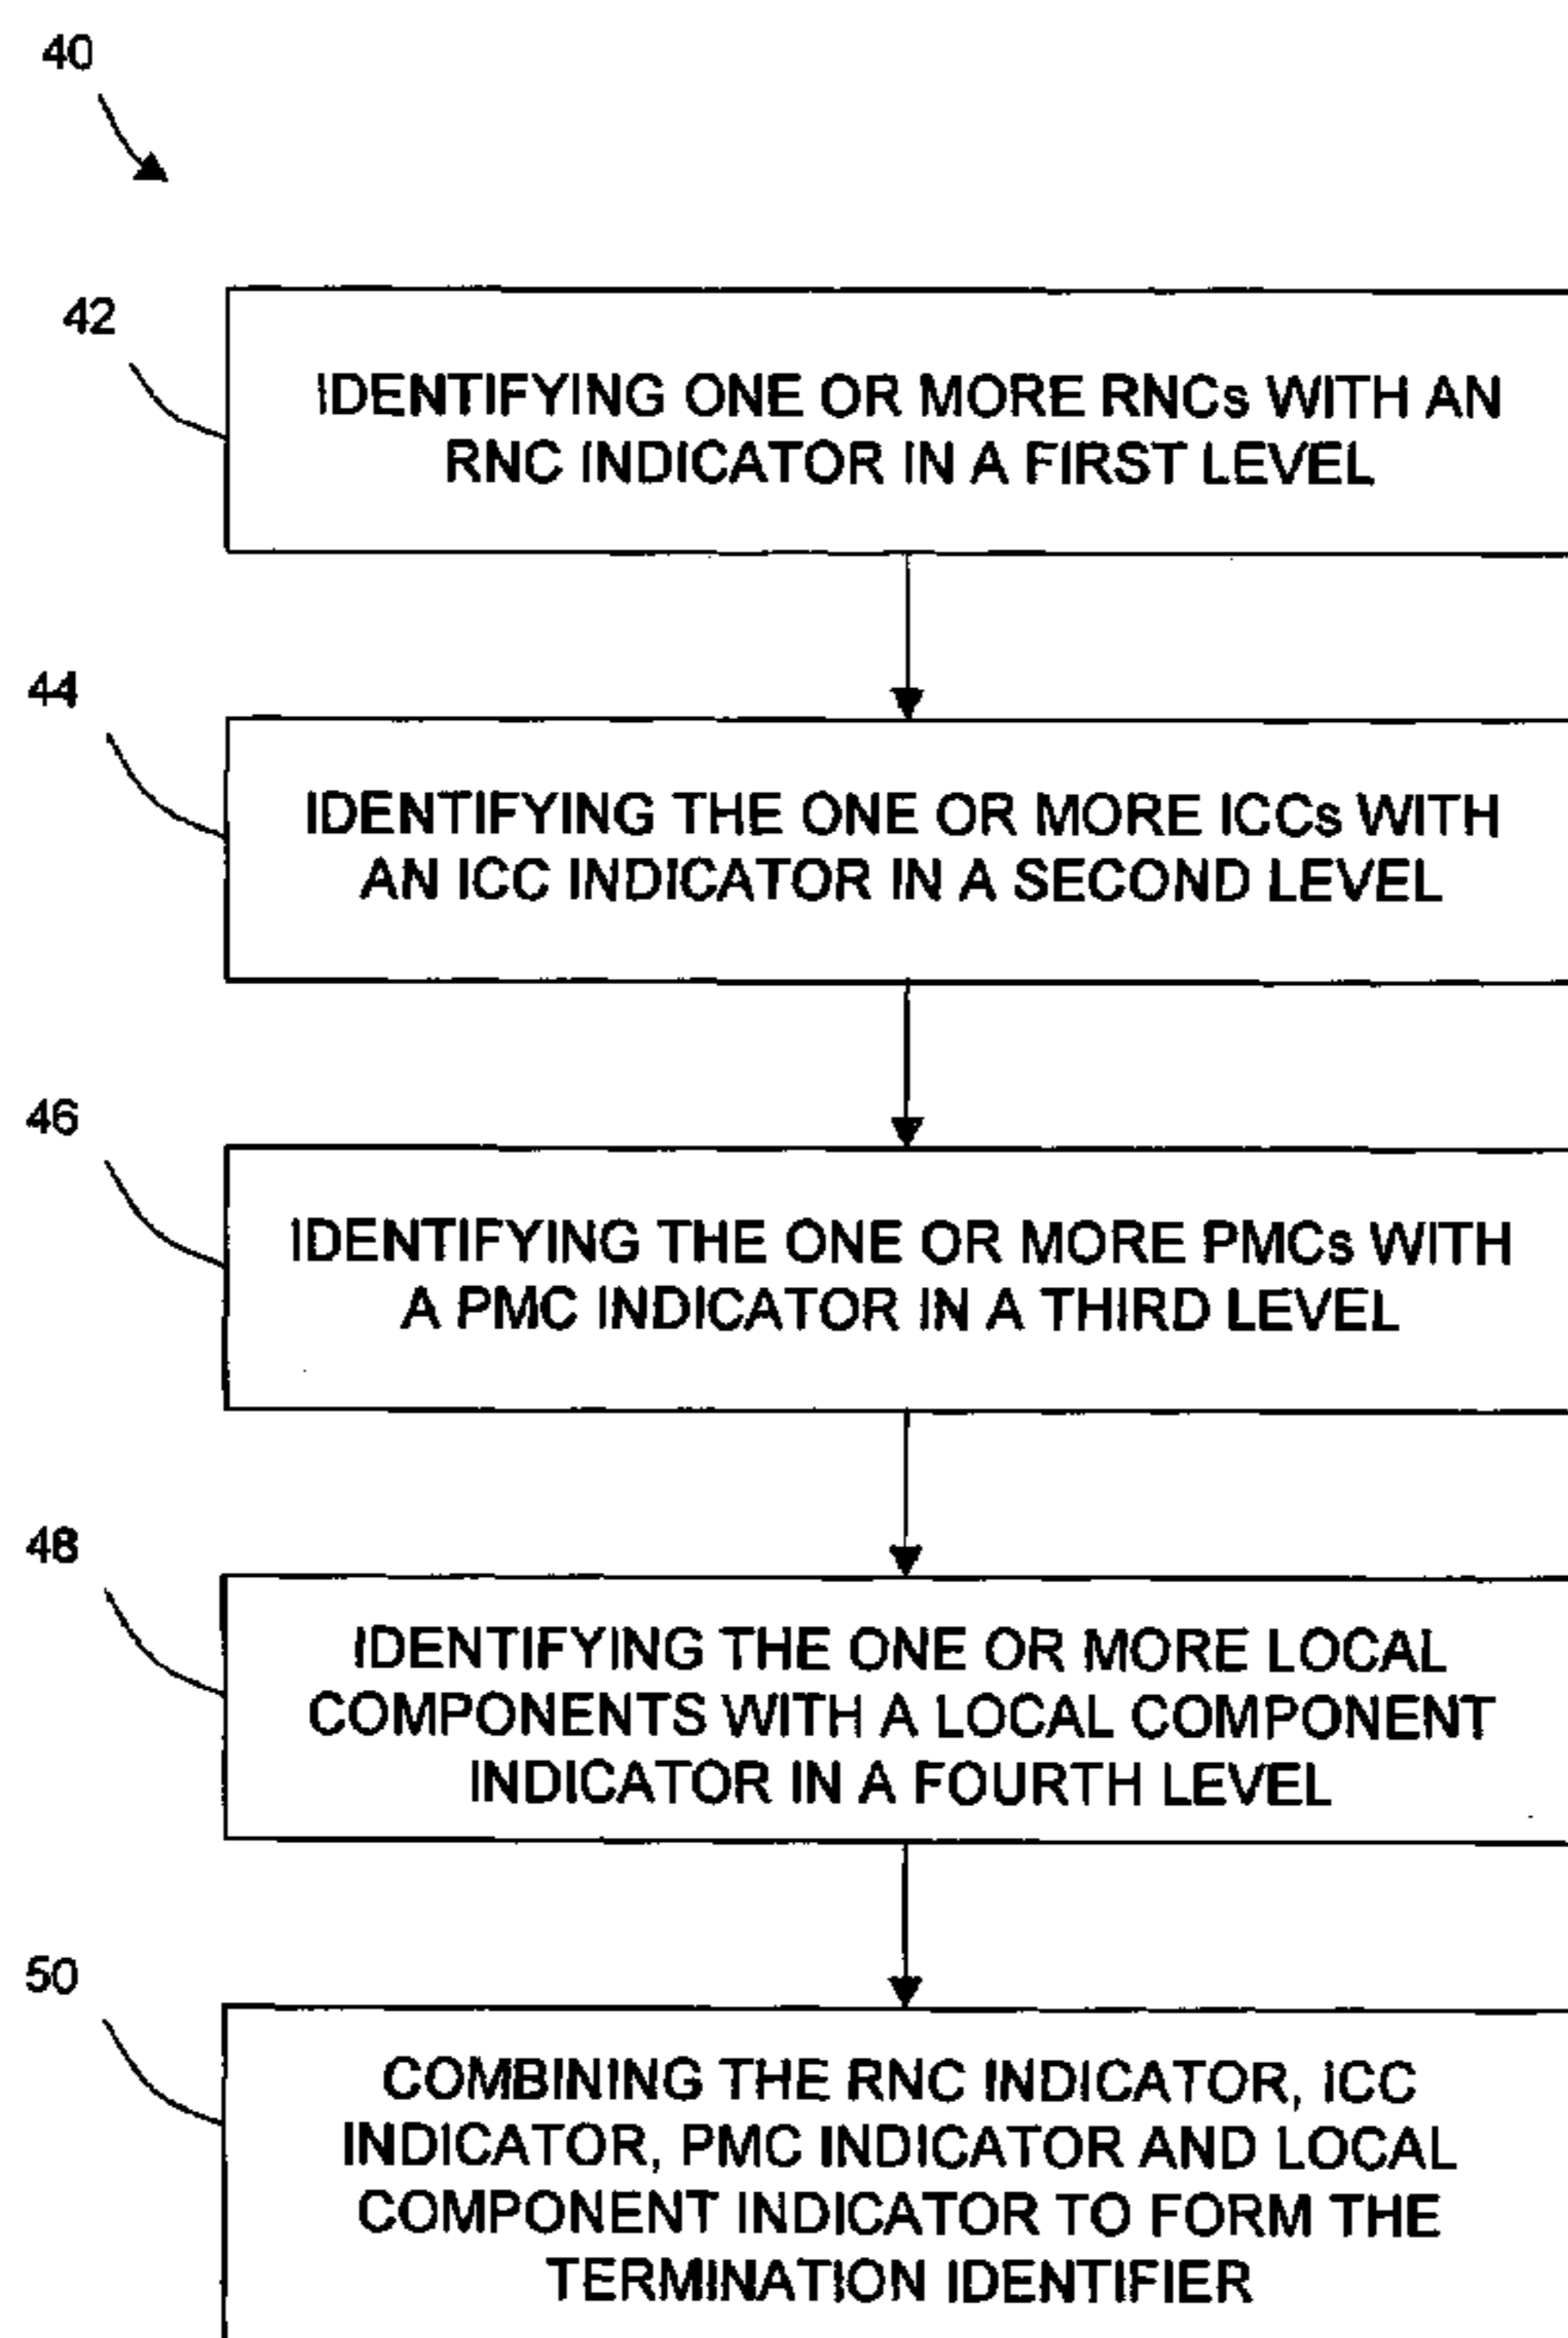 40
42
IDENTIFYING ONE OR MORE RNCs WITH AN
RNC INDICATOR IN A FIRST LEVEL
44
IDENTIFYING THE ONE OR MORE ICCs WITH
AN ICC INDICATOR IN A SECOND LEVEL
46
IDENTIFYING THE ONE OR MORE PMCs WITH
A PMC INDICATOR IN A THIRD LEVEL
48
IDENTIFYING THE ONE OR MORE LOCAL
COMPONENTS WITH A LOCAL COMPONENT
INDICATOR IN A FOURTH LEVEL
50
COMBINING THE RNC INDICATOR, ICC
INDICATOR, PMC INDICATOR AND LOCAL
COMPONENT INDICATOR TO FORM THE
TERMINATION IDENTIFIER